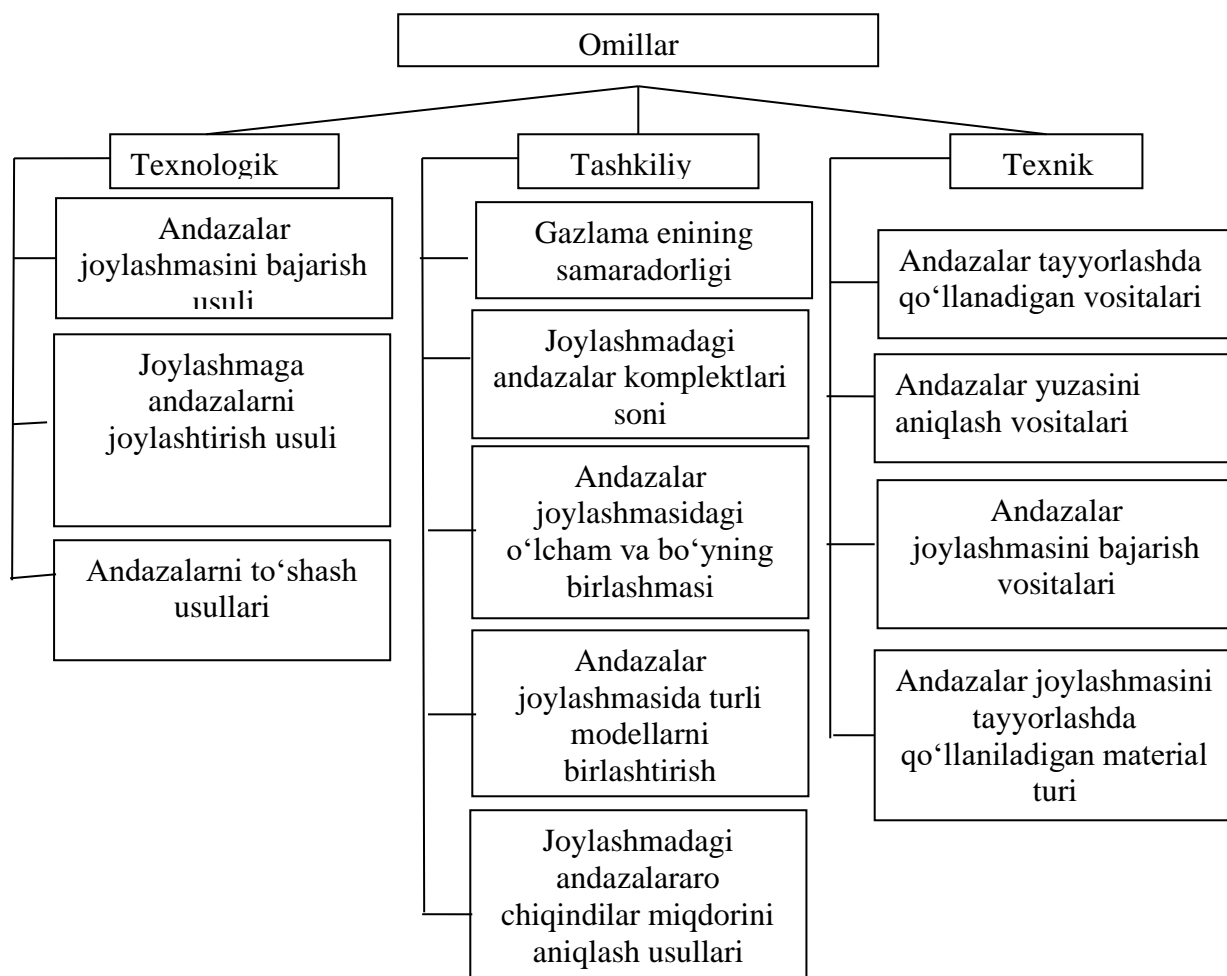 Omillar
Texnologik
Andazalar
joylashmasini bajarish
usuli
Joylashmaga
andazalarni
joylashtirish usuli
Andazalarni to‘shash
usullari
Tashkiliy
Gazlama enining
samaradorligi
Joylashmadagi
andazalar komplektlari
soni
Andazalar
joylashmasidagi
o‘lcham va bo‘yning
birlashmasi
Andazalar
joylashmasida turli
modellarni
birlashtirish
Joylashmadagi
andazalararo
chiqindilar miqdorini
aniqlash usullari
Texnik
Andazalar tayyorlashda
qo‘llanadigan vositalari
Andazalar yuzasini
aniqlash vositalari
Andazalar
joylashmasini bajarish
vositalari
Andazalar joylashmasini
tayyorlashda
qo‘llaniladigan material
turi